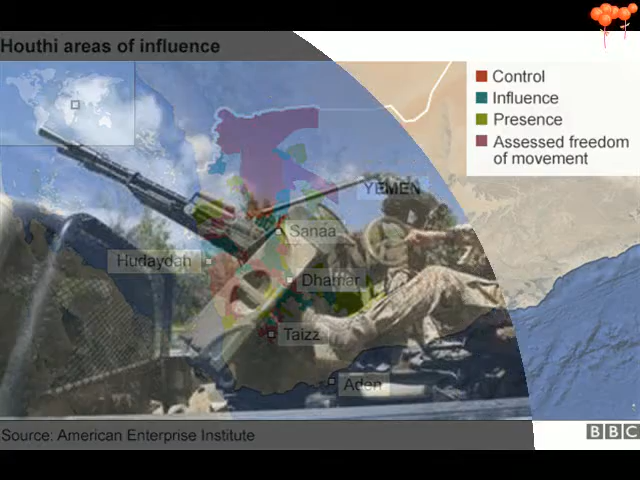 Houthi areas of influence
Control
Influence
Presence
Assessed freedom
of movement
YEMEN
Sanaa
Hudaydah
Dhamar
Taizz
Aden
Source: American Enterprise Institute
BBC